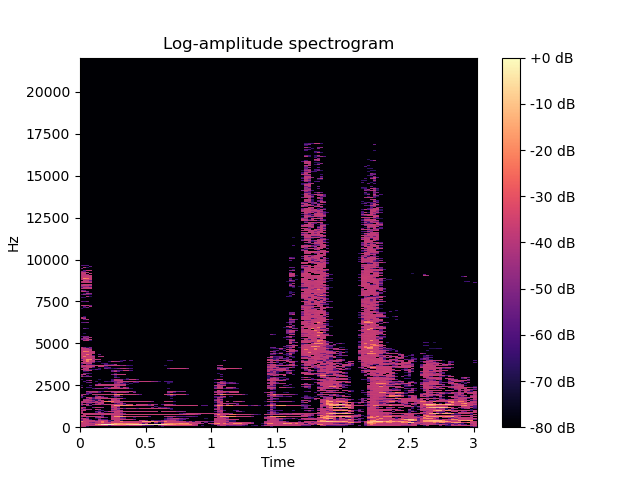 Log-amplitude spectrogram
Hz
20000
17500
15000
12500
10000
7500
5000
2500
0
0 0.5 1 1.5 2 2.5 3
Time
+0 dB
-10 dB
-20 dB
-30 dB
-40 dB
-50 dB
-60 dB
-70 dB
-80 dB